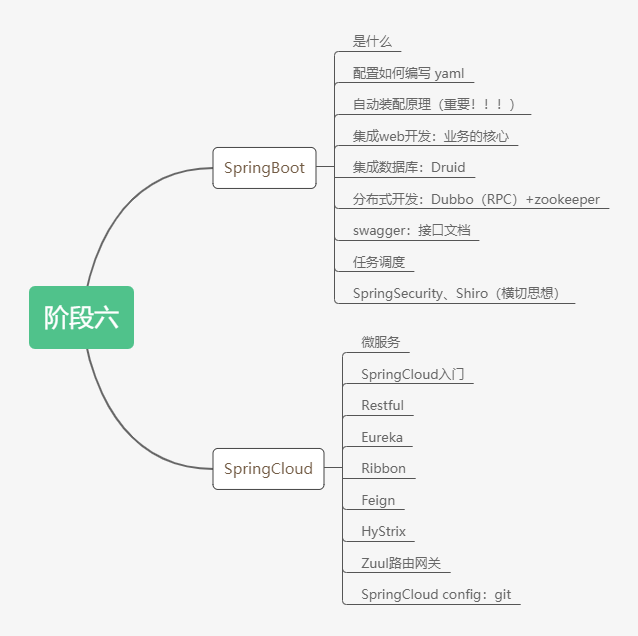 阶段六
SpringBoot
是什么
配置如何编写 yaml
自动装配原理（重要！！！）
集成web开发：业务的核心
集成数据库：Druid
分布式开发：Dubbo（RPC）+zookeeper
swagger：接口文档
任务调度
SpringSecurity、Shiro（横切思想）
SpringCloud
微服务
SpringCloud入门
Restful
Eureka
Ribbon
Feign
HyStrix
Zuul路由网关
SpringCloud config：git